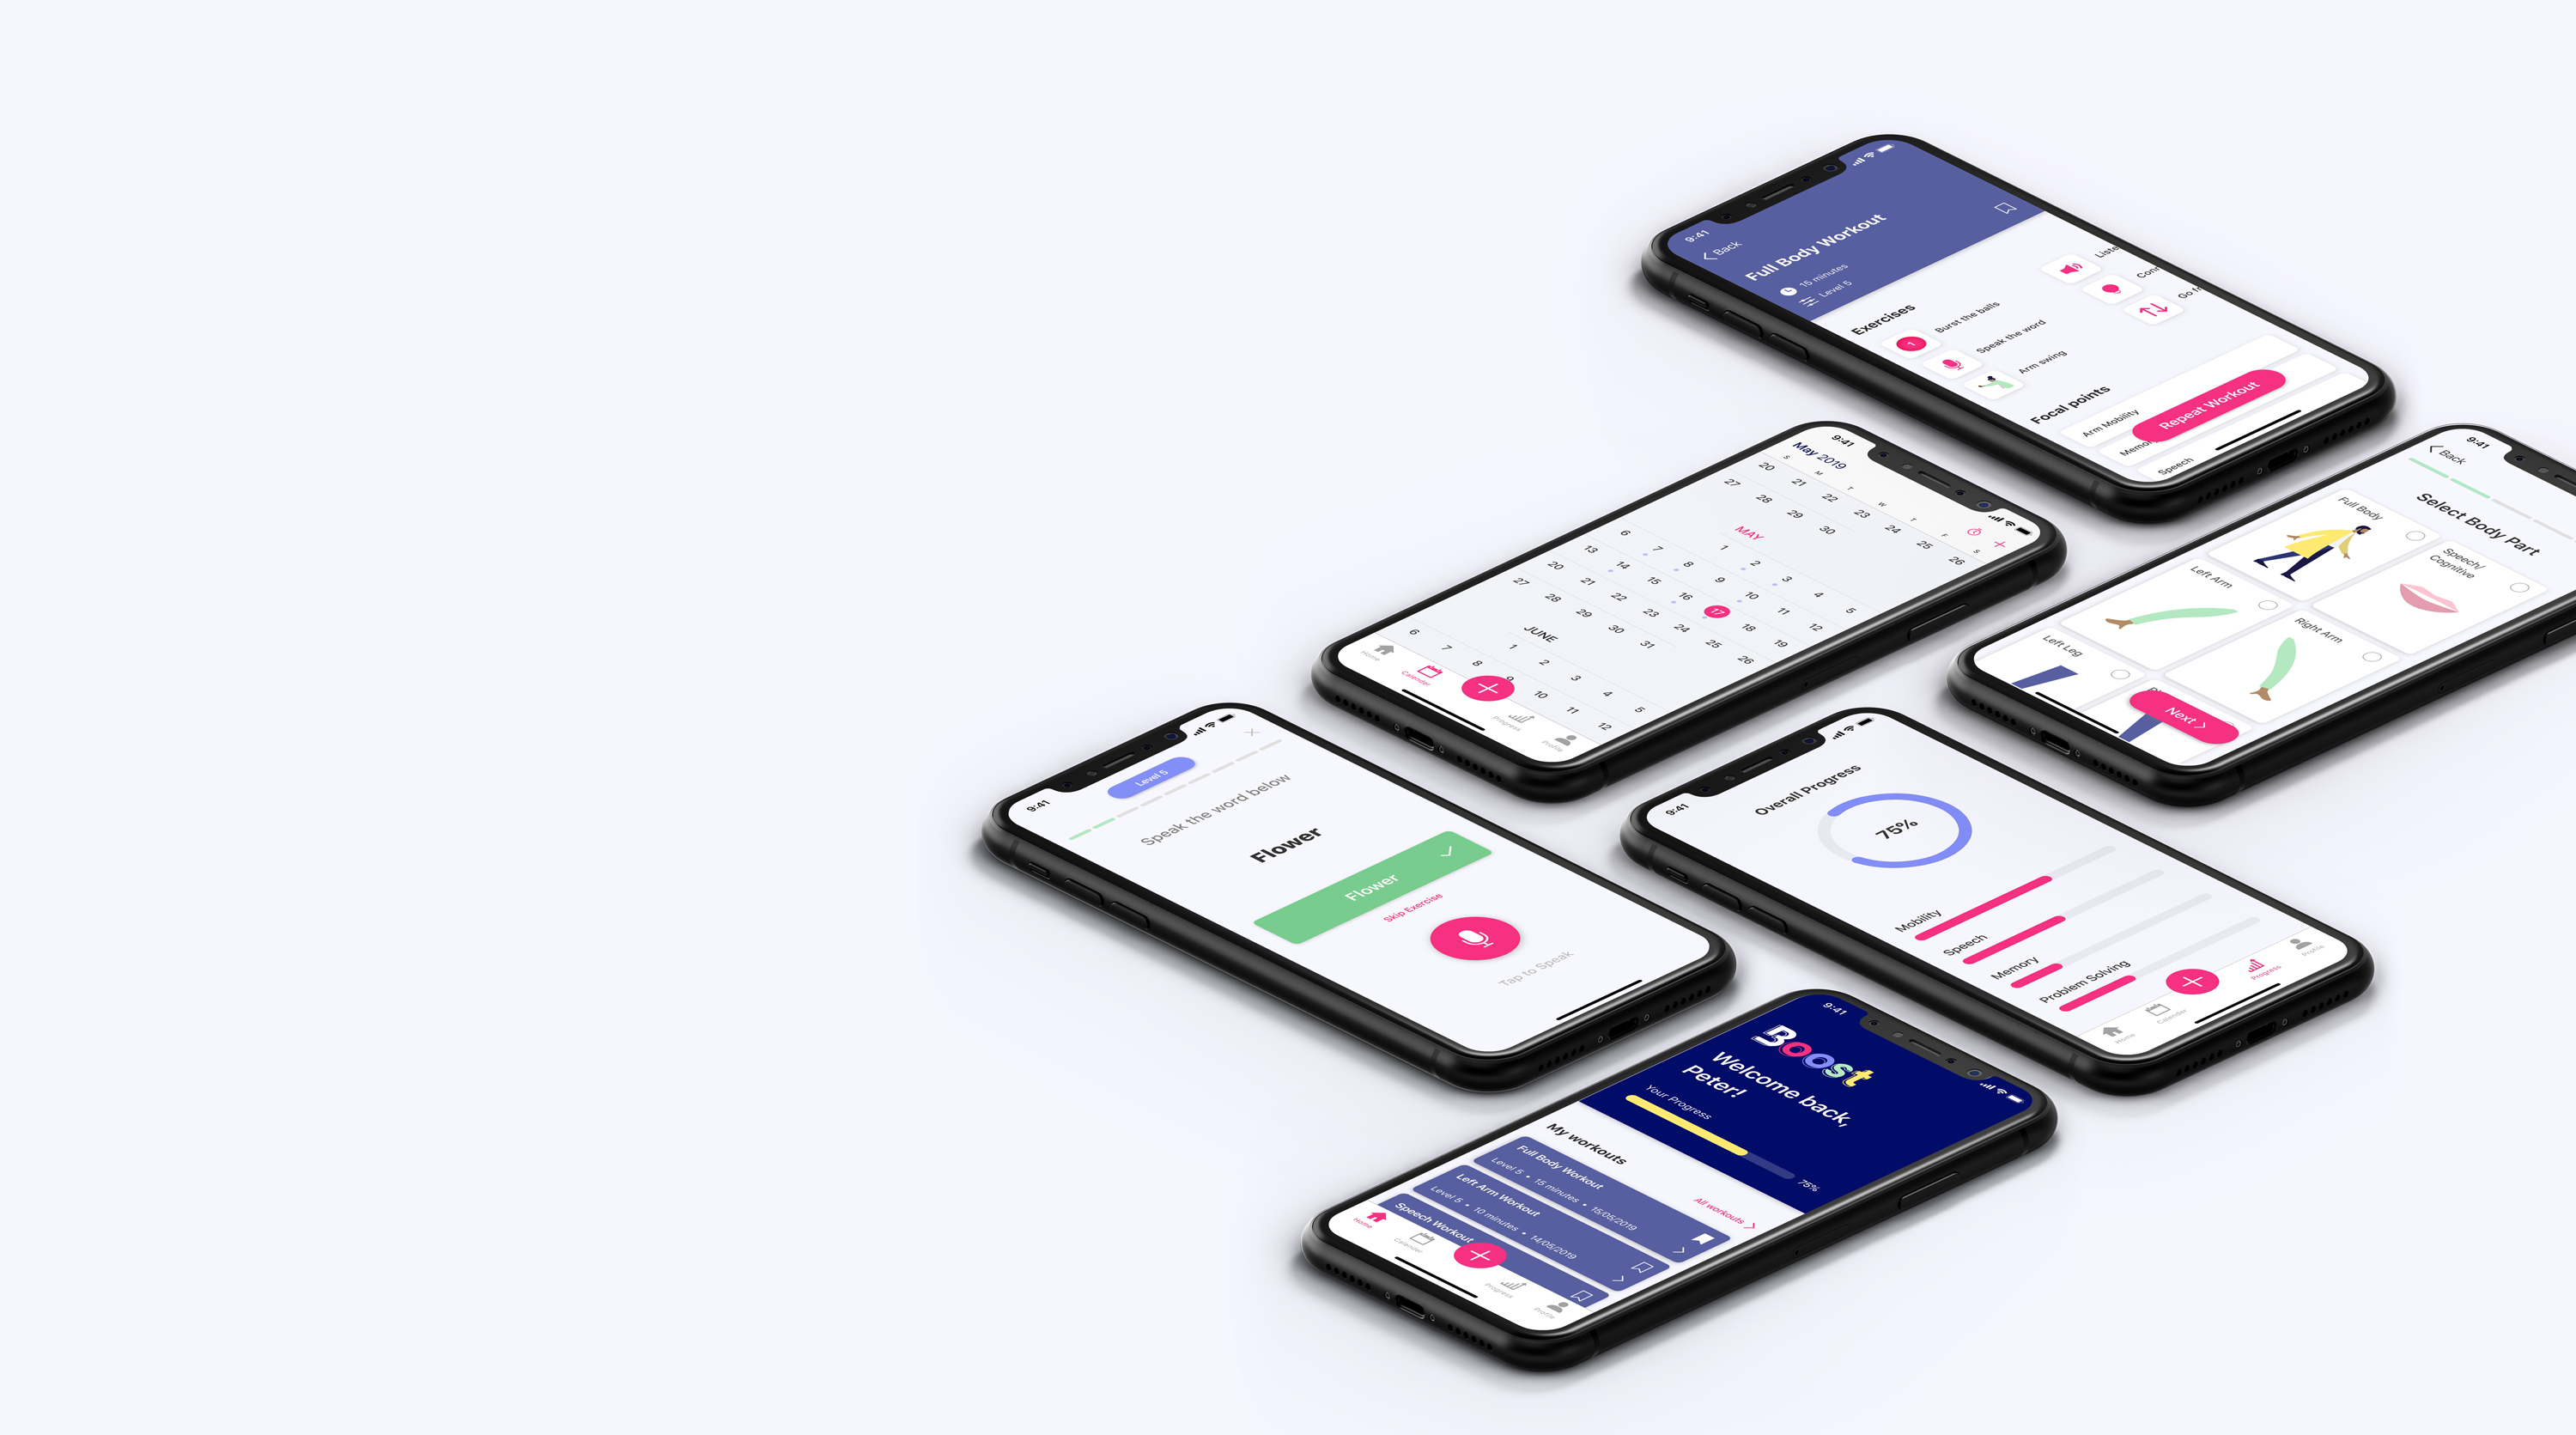 9:41
Back
Full Body Workout
15 minutes
Level 5
Exercises
1
Burst the balls
Speak the word
Arm swing
Focal points
Arm Mobility
Speech
Repeat Workout
9:41
May 2019
S M T W T F S
20 21 22 23 24 25 26
27 28 29 30
MAY
1 2 3 4 5
6 7 8 9 10 11 12
13 14 15 16 17 18 19
20 21 22 23 24 25 26
27 28 29 30 31
JUNE
1 2 3 4 5
6 7 8 9 10 11 12
Home
Calender
Progress
Profile
9:41
Back
Select Body Part
Full Body
Speech/
Cognitive
Left Arm
Right Arm
Left Leg
Next
9:41
Level 5
Speak the word below
Flower
Flower
Skip Exercise
Tap to Speak
9:41
Overall Progress
75%
Mobility
Speech
Memory
Problem Solving
Home
Calender
Progress
Profile
9:41
Boost
Welcome back,
Peter!
Your Progress
75%
My workouts
All workouts
Full Body Workout
Level 5 • 15 minutes • 15/05/2019
Left Arm Workout
Level 5 • 10 minutes • 14/05/2019
Speech Workout
Home
Calender
Progress
Profile